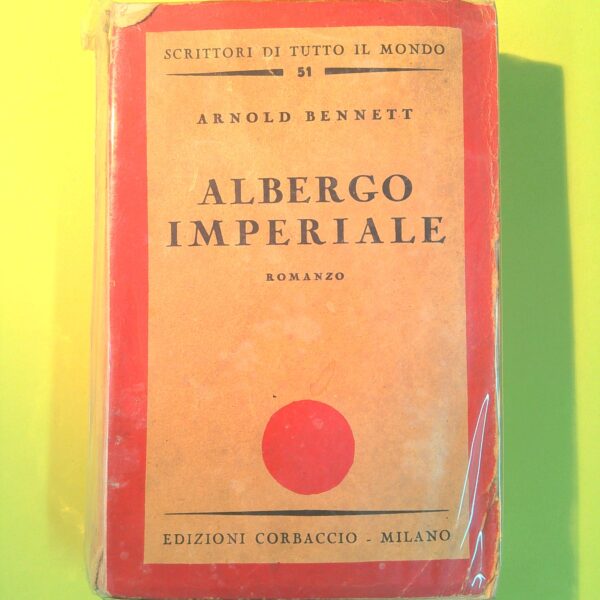 SCRITTORI DI TUTTO IL MONDO
51
ARNOLD BENNETT
ALBERGO
IMPERIALE
ROMANZO
EDIZIONI CORBACCIO - MILANO